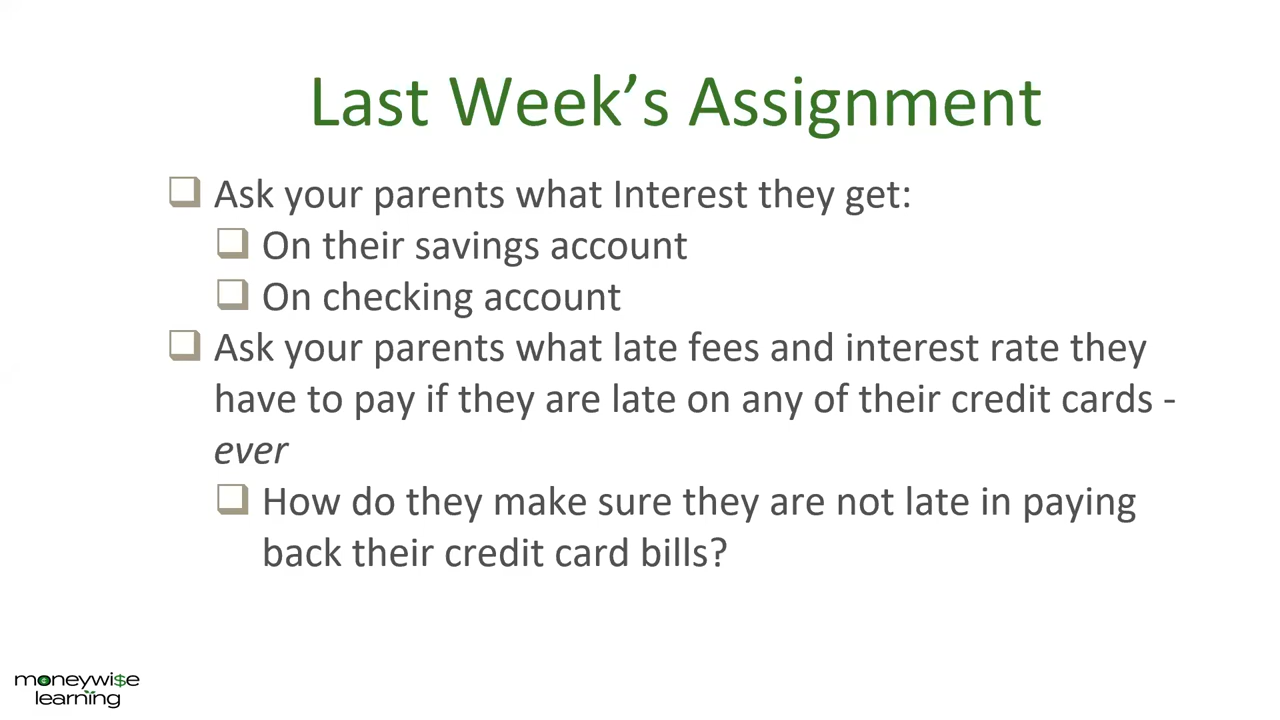 Last Week’s Assignment
Ask your parents what Interest they get:
On their savings account
On checking account
Ask your parents what late fees and interest rate they
have to pay if they are late on any of their credit cards -
ever
How do they make sure they are not late in paying
back their credit card bills?
moneywi$e
learning